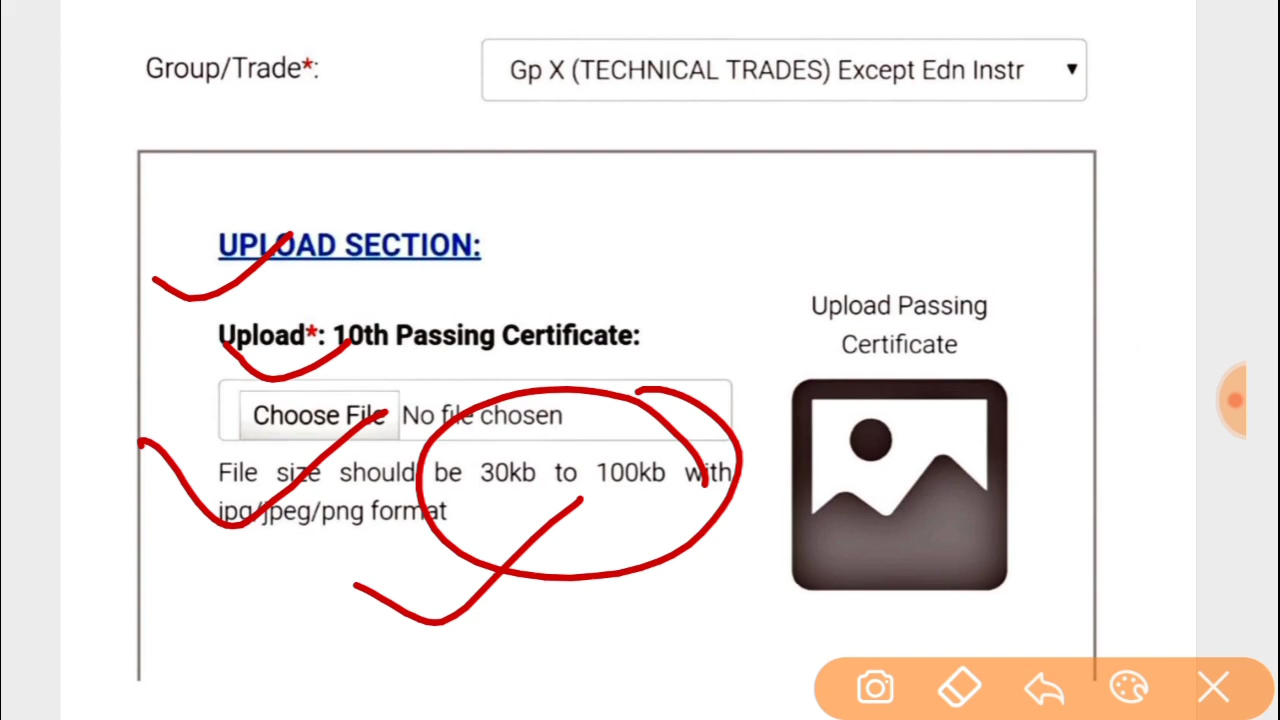 Group/Trade*:
Gp X (TECHNICAL TRADES) Except Edn Instr
UPLOAD SECTION:
Upload Passing
Certificate
Upload*: 10th Passing Certificate:
Choose File No file chosen
File size should be 30kb to 100kb with
jpg/jpeg/png format